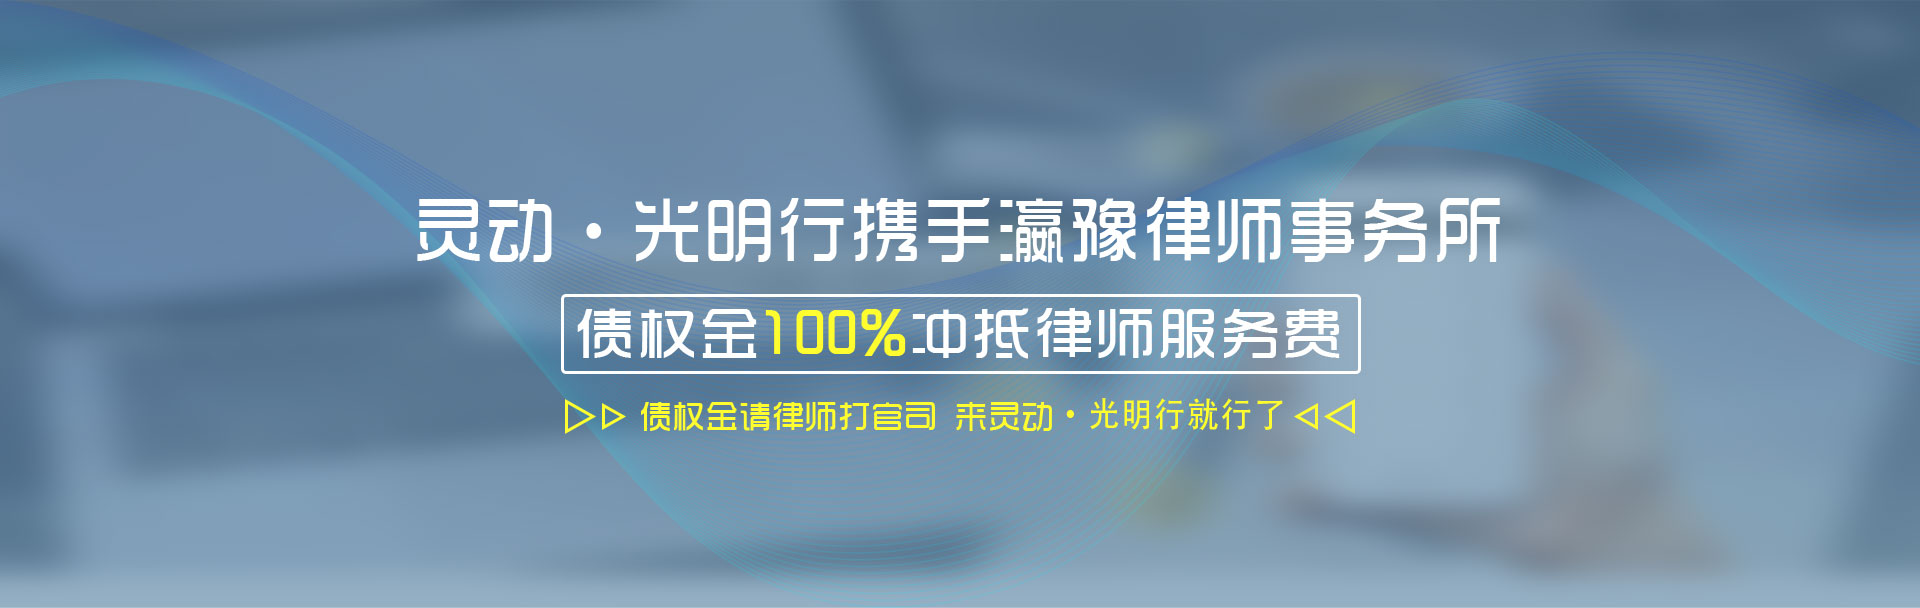 灵动·光明行携手瀛豫律师事务所
债权金100%冲抵律师服务费
债权金请律师打官司 来灵动·光明行就行了